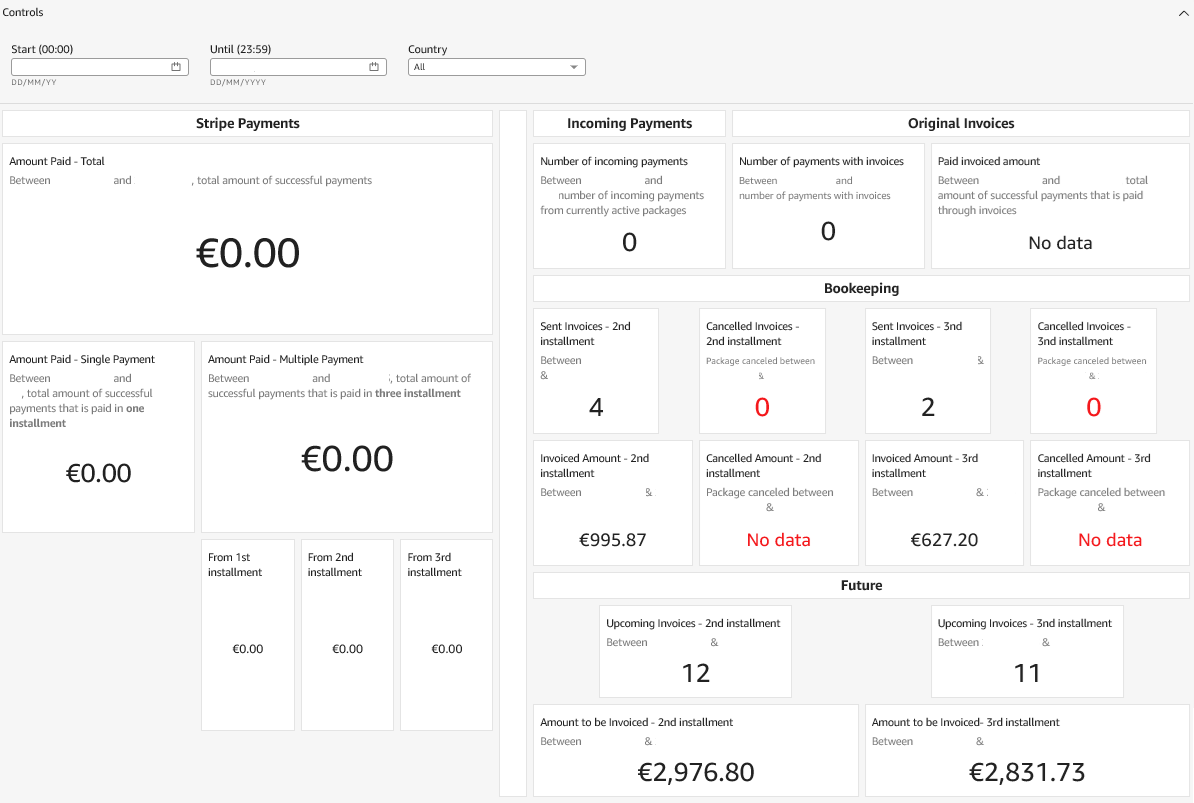 Controls
Start (00:00)
Until (23:59)
Country
All
DD/MM/YY
DD/MM/YYYY
Stripe Payments
Amount Paid - Total
Between and , total amount of successful payments
€0.00
Amount Paid - Single Payment
Between and
, total amount of successful
payments that is paid in one
installment
€0.00
Amount Paid - Multiple Payment
Between and , total amount of
successful payments that is paid in three installment
€0.00
From 1st
installment
€0.00
From 2nd
installment
€0.00
From 3rd
installment
€0.00
Incoming Payments
Number of incoming payments
Between and
number of incoming payments
from currently active packages
0
Original Invoices
Number of payments with invoices
Between and
number of payments with invoices
0
Paid invoiced amount
Between and total
amount of successful payments that is paid
through invoices
No data
Bookeeping
Sent Invoices - 2nd
installment
Between
&
4
Cancelled Invoices -
2nd installment
Package canceled between
&
0
Sent Invoices - 3rd
installment
Between &
2
Cancelled Invoices -
3rd installment
Package canceled between
&
0
Invoiced Amount - 2nd
installment
Between &
€995.87
Cancelled Amount - 2nd
installment
Package canceled between
&
No data
Invoiced Amount - 3rd
installment
Between &
€627.20
Cancelled Amount - 3rd
installment
Package canceled between
&
No data
Future
Upcoming Invoices - 2nd installment
Between &
12
Upcoming Invoices - 3nd installment
Between &
11
Amount to be Invoiced - 2nd installment
Between &
€2,976.80
Amount to be Invoiced- 3rd installment
Between &
€2,831.73